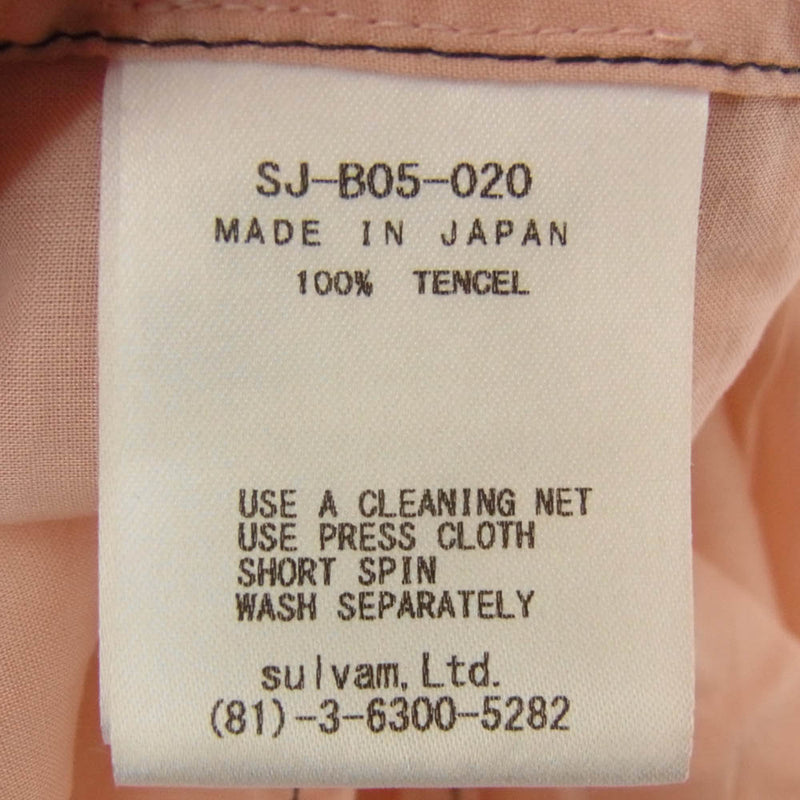 SJ-B05-020
MADE IN JAPAN
100% TENCEL
USE A CLEANING NET
USE PRESS CLOTH
SHORT SPIN
WASH SEPARATELY
sulvam, Ltd.
(81)-3-6300-5282